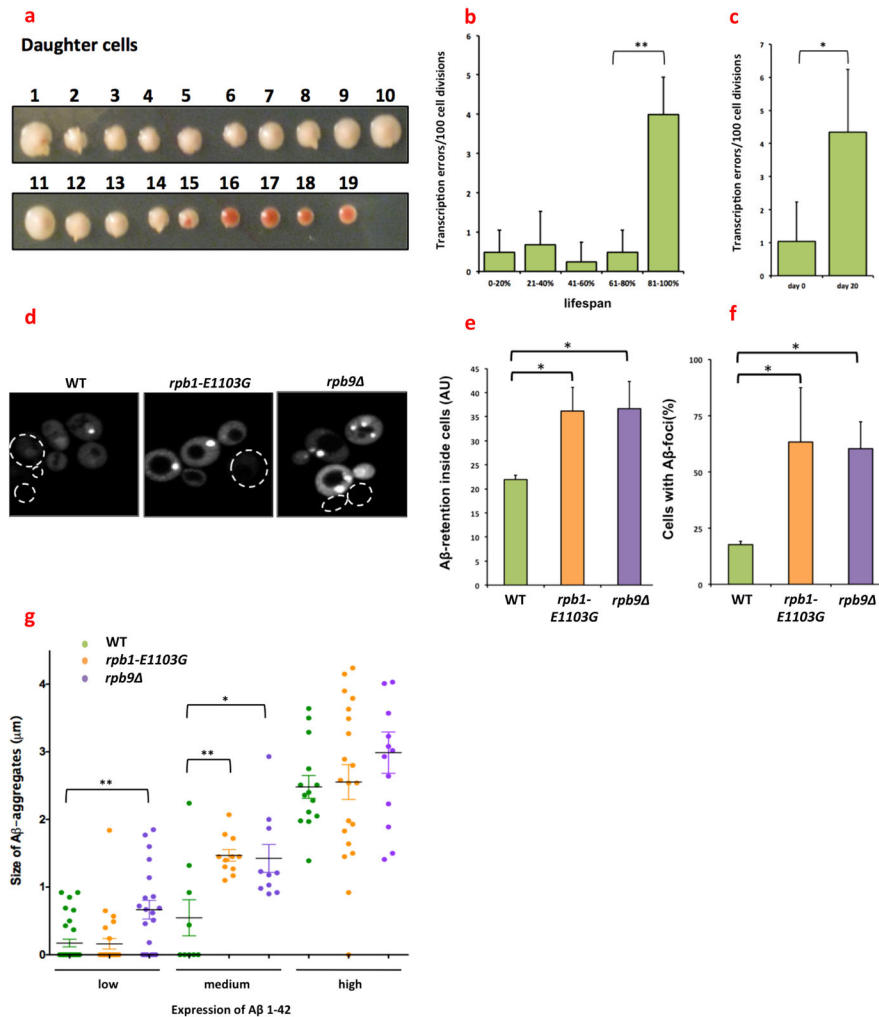 a
Daughter cells
1 2 3 4 5 6 7 8 9 10
11 12 13 14 15 16 17 18 19
b
Transcription errors/100 cell divisions
6
5
4
3
2
1
0
**
0-20% 21-40% 41-60% 61-80% 81-100%
lifespan
c
Transcription errors/100 cell divisions
7
6
5
4
3
2
1
0
*
day 0 day 20
d
WT rpb1-E1103G rpb9Δ
e
Aβ-retention inside cells (AU)
45
40
35
30
25
20
15
10
5
0
*
*
WT rpb1-E1103G rpb9Δ
f
Cells with Aβ-foci(%)
100
75
50
25
0
*
*
WT rpb1-E1103G rpb9Δ
g
WT
rpb1-E1103G
rpb9Δ
Size of Aβ-aggregates (μm)
4
3
2
1
0
**
**
*
low medium high
Expression of Aβ 1-42